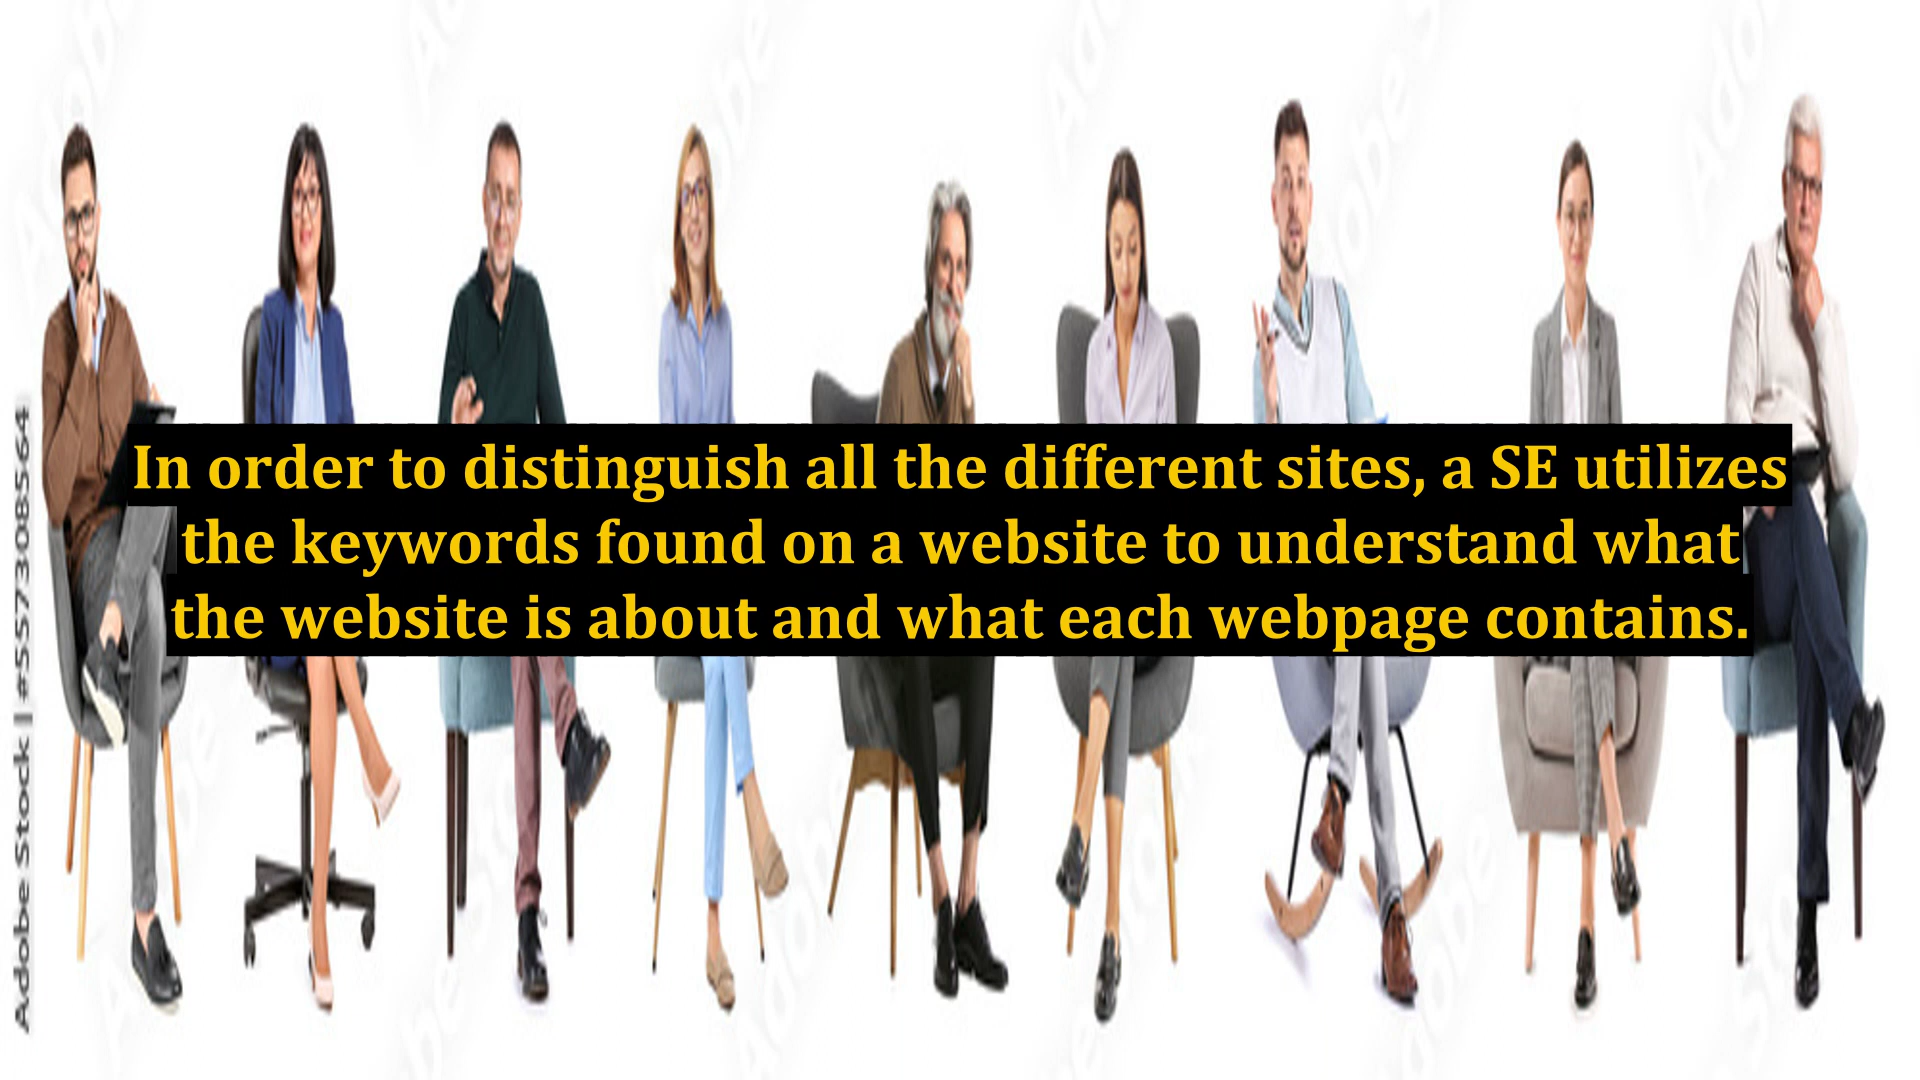 In order to distinguish all the different sites, a SE utilizes
the keywords found on a website to understand what
the website is about and what each webpage contains.
Adobe Stock | #557308564